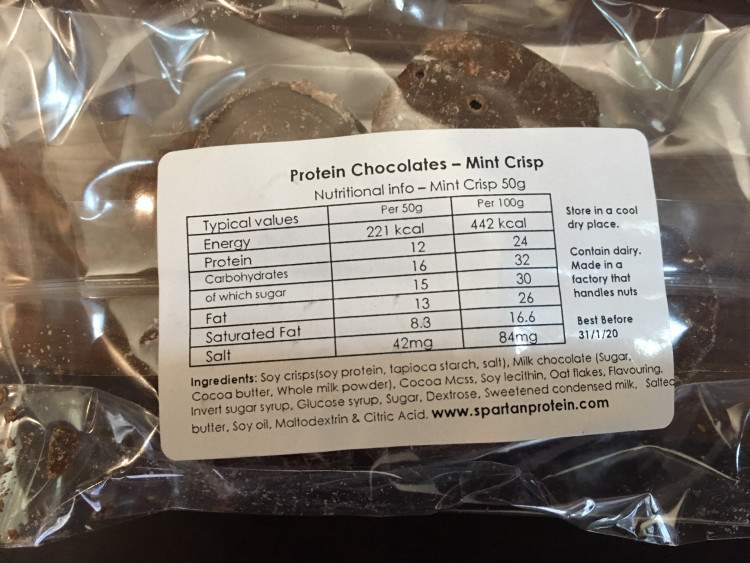 Protein Chocolates – Mint Crisp
Nutritional info – Mint Crisp 50g
Typical values Per 50g Per 100g
Energy 221 kcal 442 kcal
Protein 12 24
Carbohydrates 16 32
of which sugar 15 30
Fat 13 26
Saturated Fat 8.3 16.6
Salt 42mg 84mg
Store in a cool
dry place.
Contain dairy.
Made in a
factory that
handles nuts
Best Before
31/1/20
Ingredients: Soy crisps(soy protein, tapioca starch, salt), Milk chocolate (Sugar,
Cocoa butter, Whole milk powder), Cocoa Mcss, Soy lecithin, Oat flakes, Flavouring,
Invert sugar syrup, Glucose syrup, Sugar, Dextrose, Sweetened condensed milk, Salted
butter, Soy oil, Maltodextrin & Citric Acid. www.spartanprotein.com